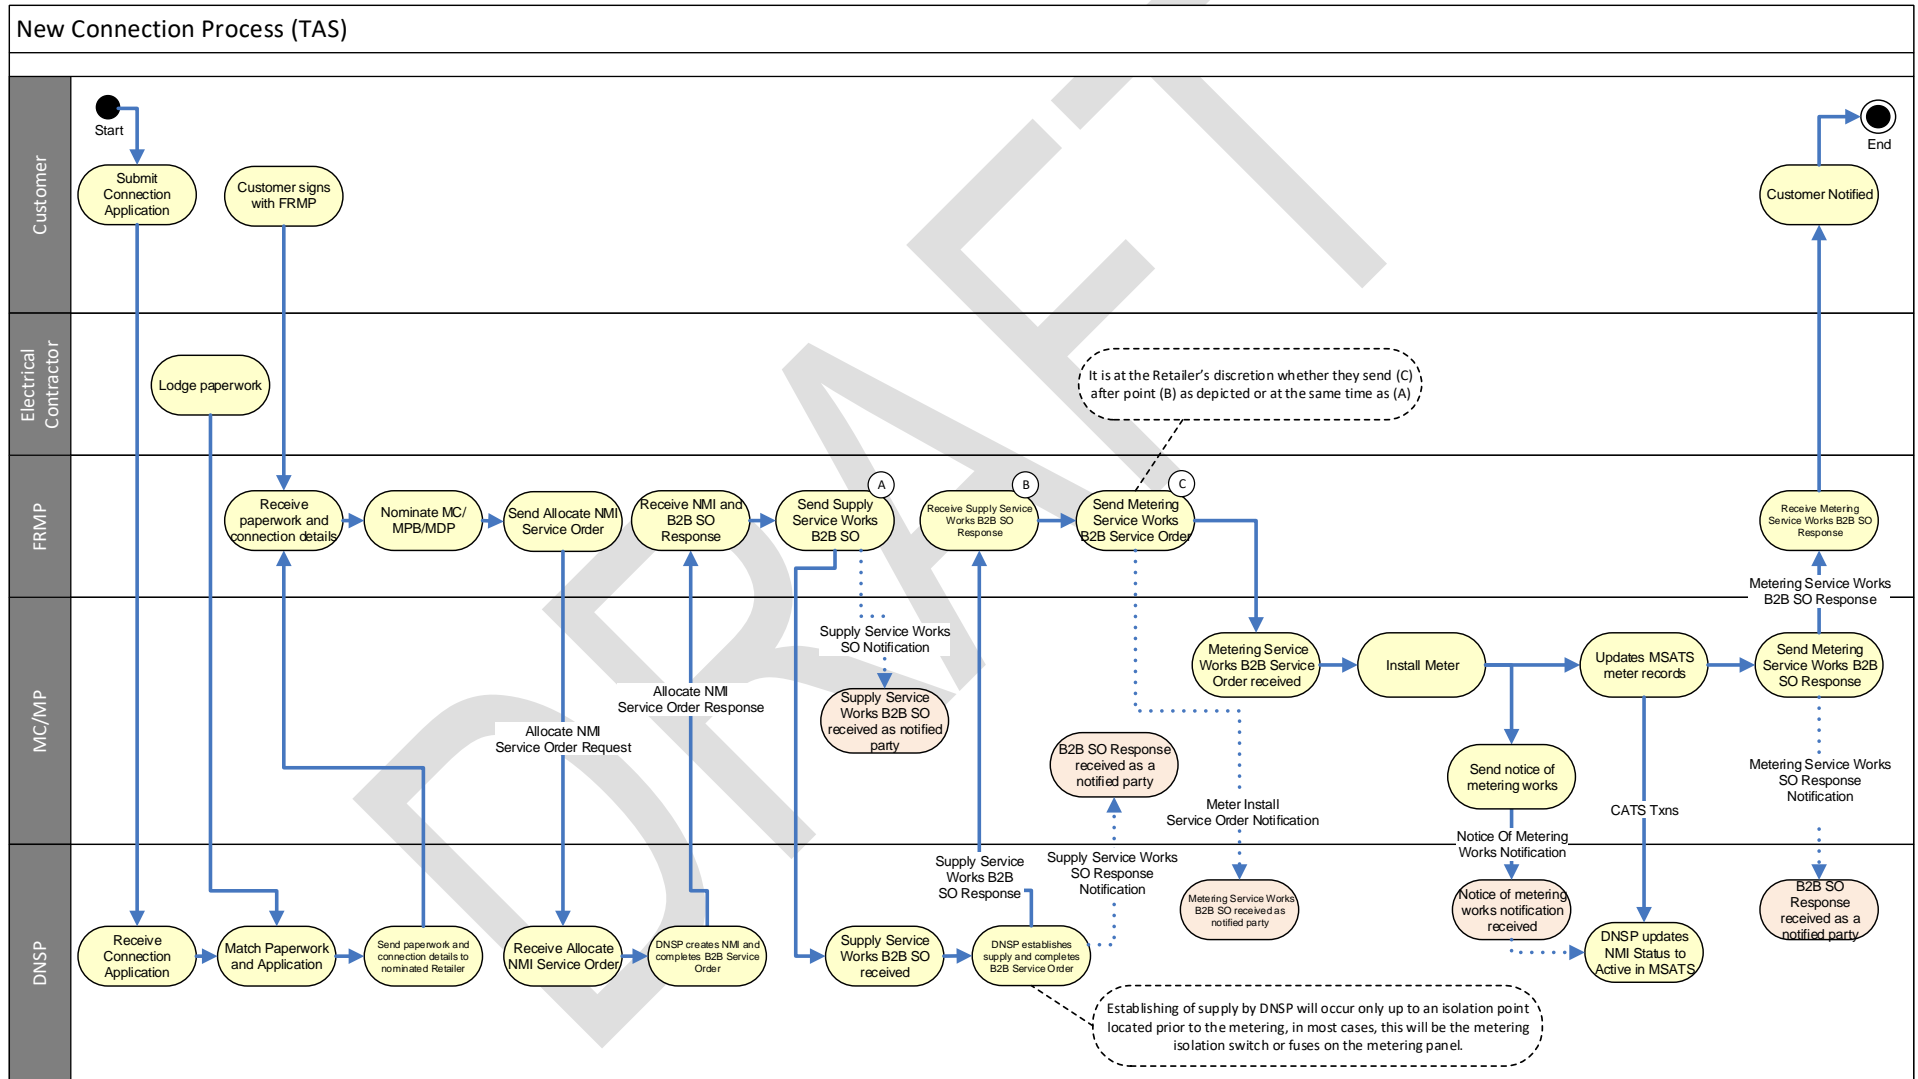 New Connection Process (TAS)
DRAFT
Customer
Start
Submit
Connection
Application
Customer signs
with FRMP
Customer Notified
End
Electrical
Contractor
Lodge paperwork
It is at the Retailer's discretion whether they send (C)
after point (B) as depicted or at the same time as (A)
FRMP
Receive
paperwork and
connection details
Nominate MC/
MPB/MDP
Send Allocate NMI
Service Order
Receive NMI and
B2B SO
Response
Send Supply
Service Works
B2B SO
A
Receive Supply Service
Works B2B SO
Response
B
Send Metering
Service Works
B2B Service Order
C
Receive Metering
Service Works B2B SO
Response
Metering Service Works
B2B SO Response
MC/MP
Supply Service Works
SO Notification
Supply Service
Works B2B SO
received as notified
party
Allocate NMI
Service Order Response
Allocate NMI
Service Order Request
B2B SO Response
received as a
notified party
Metering Service
Works B2B Service
Order received
Install Meter
Updates MSATS
meter records
Send Metering
Service Works B2B
SO Response
Send notice of
metering works
Meter Install
Service Order Notification
CATS Txns
Metering Service Works
SO Response
Notification
Notice Of Metering
Works Notification
Supply Service
Works B2B
SO Response
Supply Service Works
SO Response
Notification
DNSP
Receive
Connection
Application
Match Paperwork
and Application
Send paperwork and
connection details to
nominated Retailer
Receive Allocate
NMI Service Order
DNSP creates NMI and
completes B2B Service
Order
Supply Service
Works B2B SO
received
DNSP establishes
supply and completes
B2B Service Order
Metering Service Works
B2B SO received as
notified party
Notice of metering
works notification
received
DNSP updates
NMI Status to
Active in MSATS
B2B SO
Response
received as a
notified party
Establishing of supply by DNSP will occur only up to an isolation point
located prior to the metering, in most cases, this will be the metering
isolation switch or fuses on the metering panel.